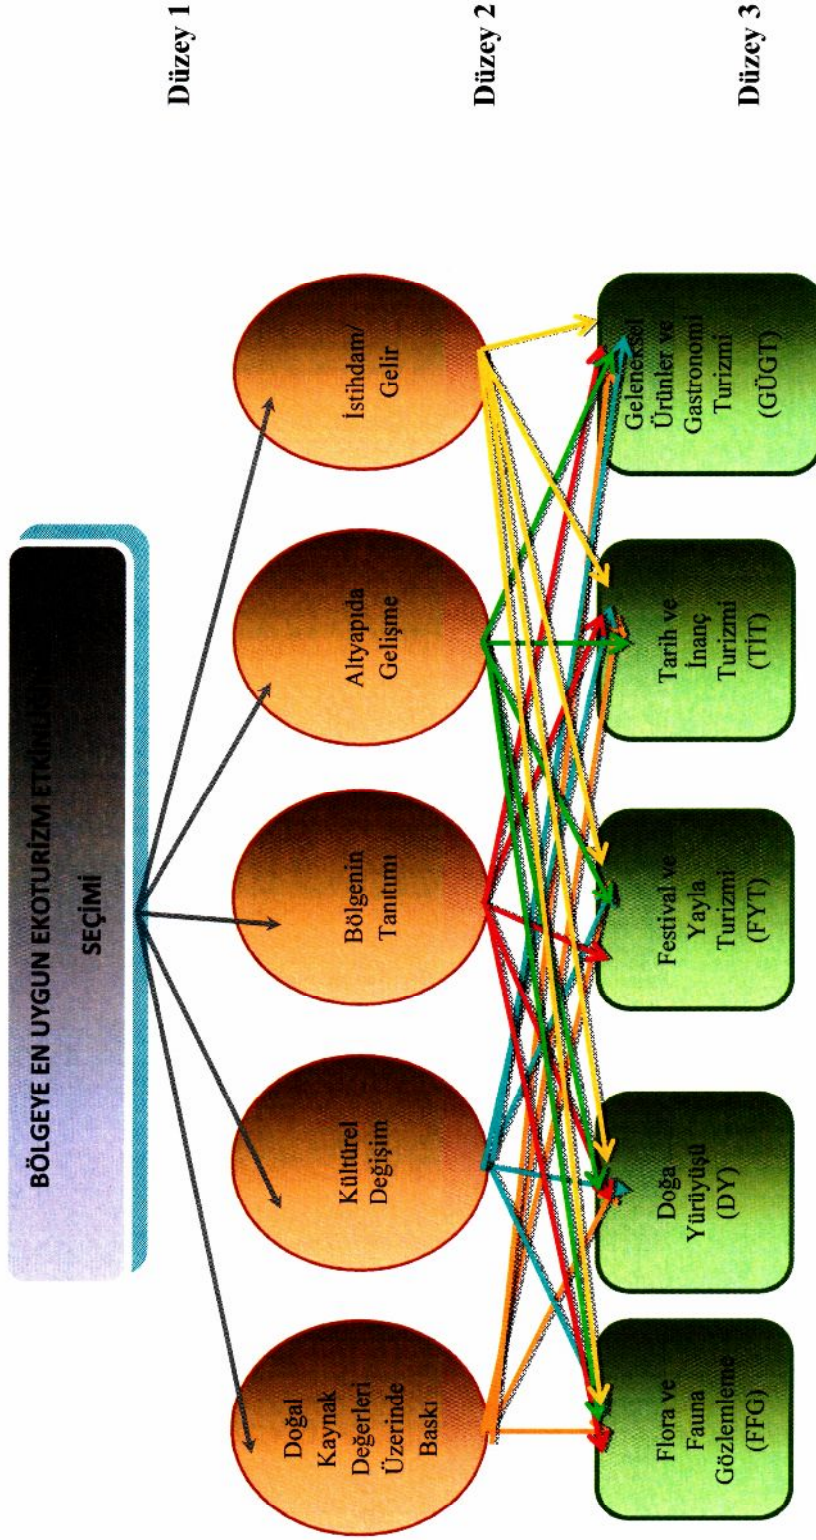 BÖLGEYE EN UYGUN EKOTURİZM
SEÇİMİ
Düzey 1
Doğal
Kaynak
Değerleri
Üzerinde
Baskı
Kültürel
Değişim
Bölgenin
Tanıtımı
Altyapıda
Gelişme
İstihdam/
Gelir
Düzey 2
Flora ve
Fauna
Gözlemleme
(FFG)
Doğa
Yürüyüşü
(DY)
Festival ve
Yayla
Turizmi
(FYT)
Tarih ve
İnanç
Turizmi
(TİT)
Geleneksel
Ürünler ve
Gastronomi
Turizmi
(GÜGT)
Düzey 3